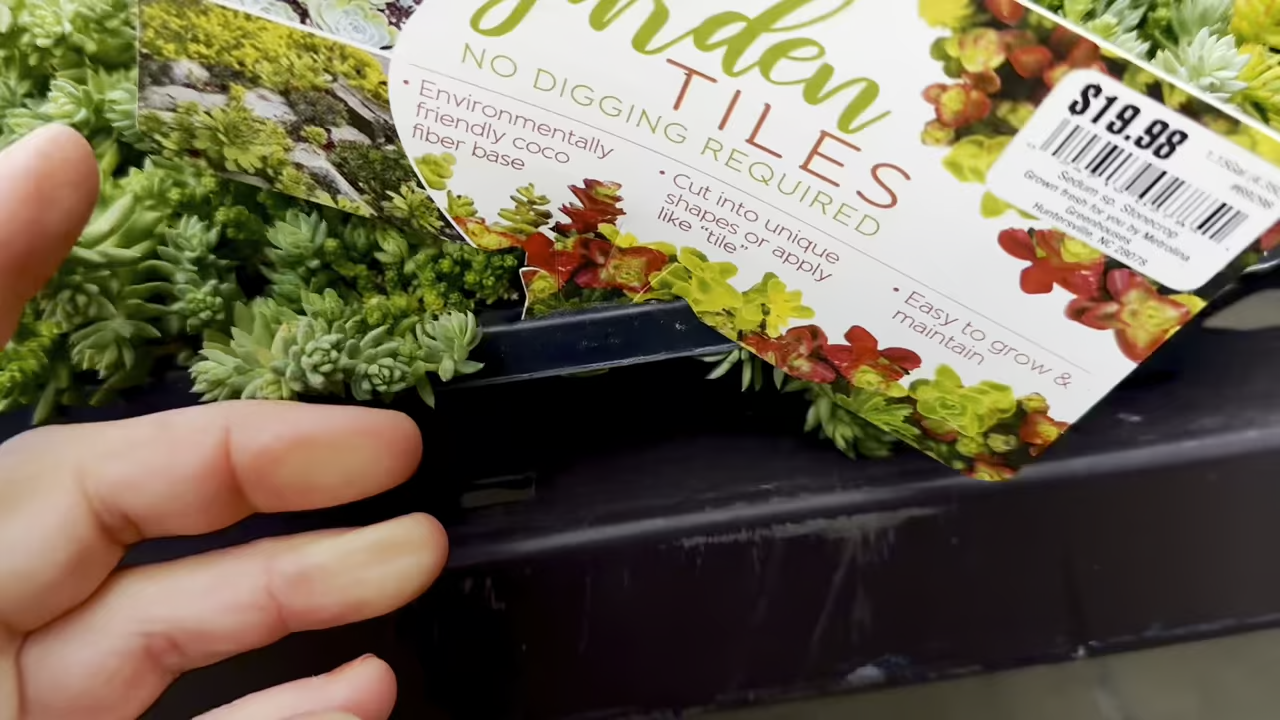 garden
TILES
NO DIGGING REQUIRED
• Environmentally
friendly coco
fiber base
• Cut into unique
shapes or apply
like “tile”
• Easy to grow &
maintain
$19.98
Sedum sp. Stonecrop
Grown fresh for you by Metrolina
Greenhouses
Huntersville, NC 28078